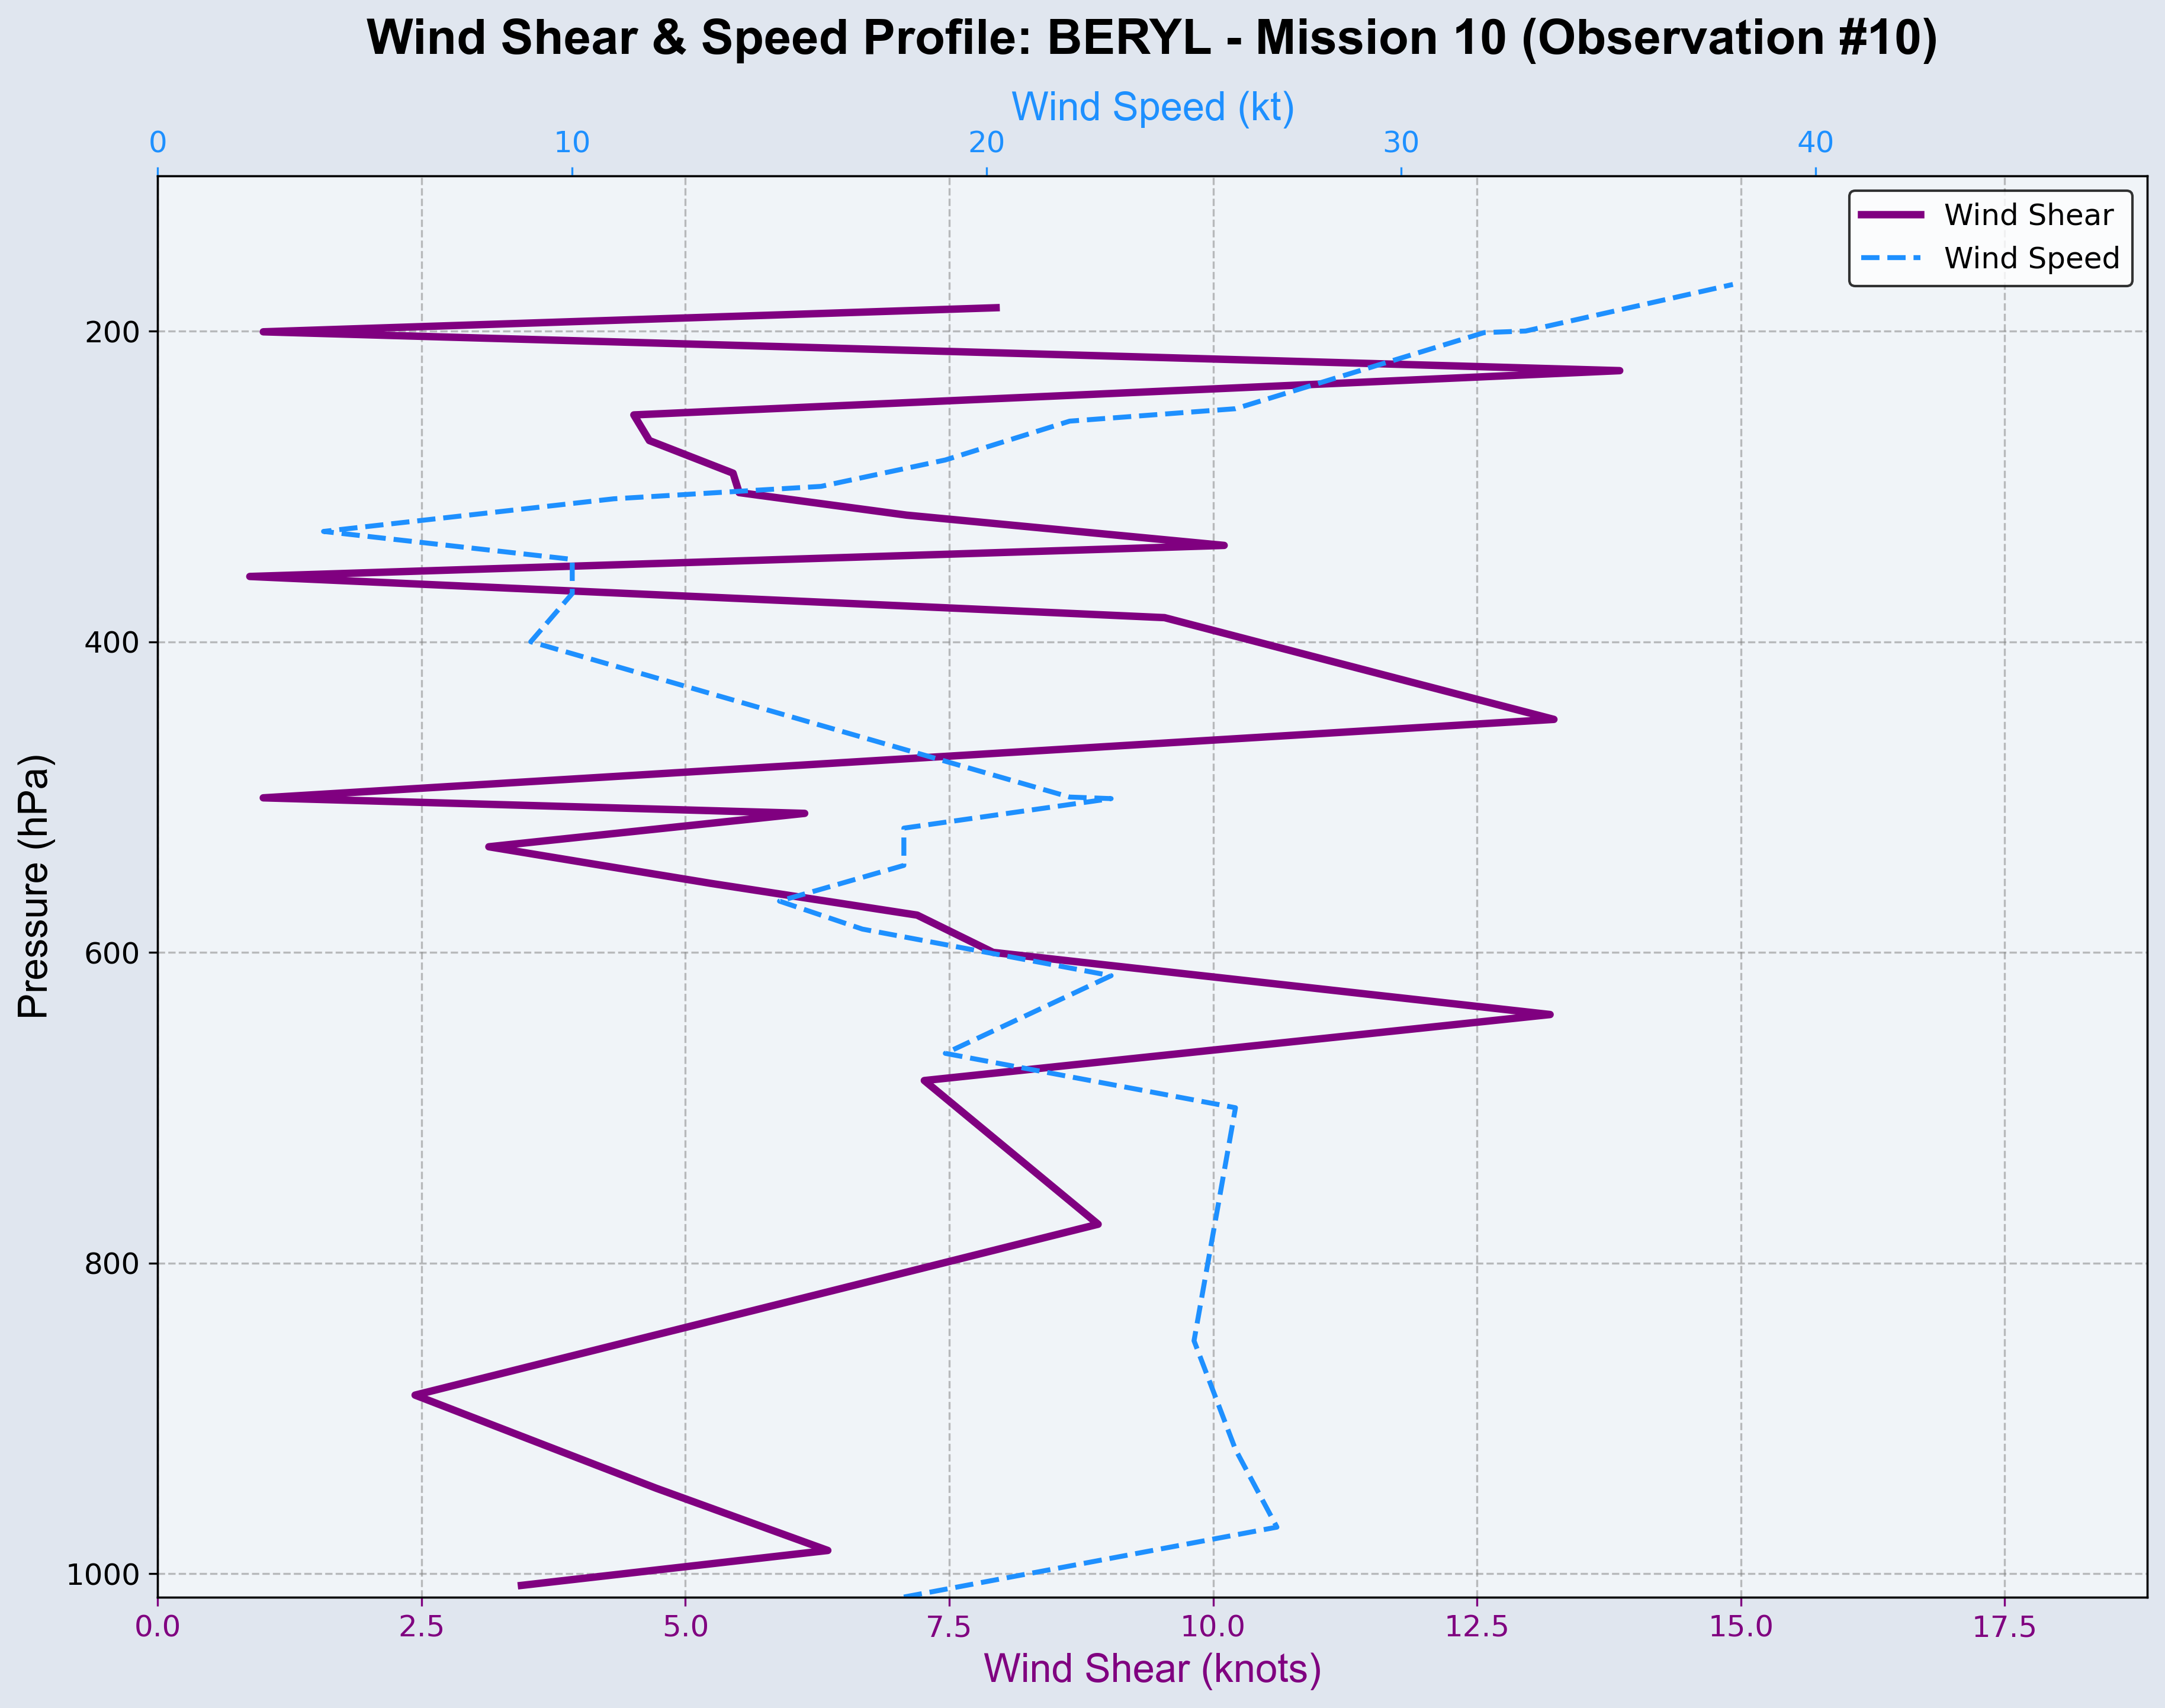 Wind Shear & Speed Profile: BERYL - Mission 10 (Observation #10)
Wind Speed (kt)
0 10 20 30 40
Wind Shear
Wind Speed
200
400
600
800
1000
Pressure (hPa)
0.0 2.5 5.0 7.5 10.0 12.5 15.0 17.5
Wind Shear (knots)